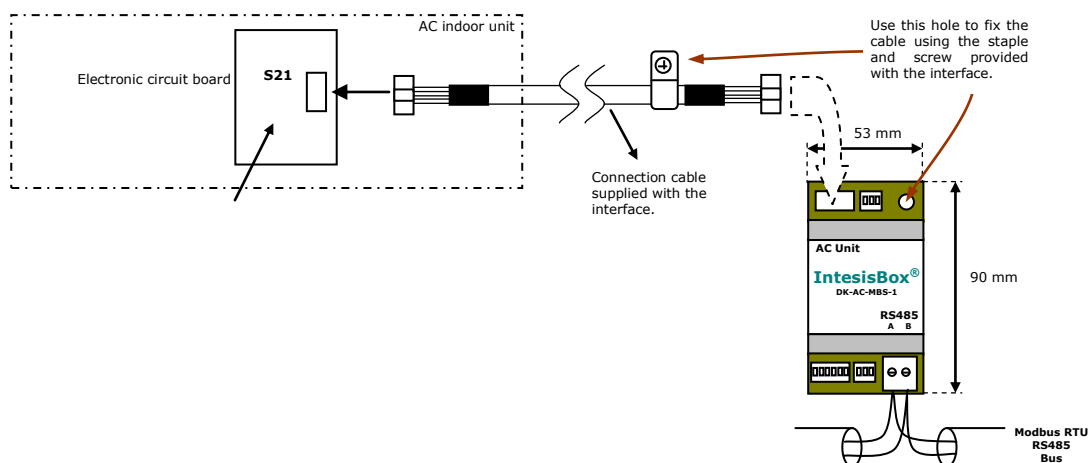 AC indoor unit
Electronic circuit board
S21
Use this hole to fix the
cable using the staple
and screw provided
with the interface.
Connection cable
supplied with the
interface.
53 mm
90 mm
AC Unit
IntesisBox®
DK-AC-MBS-1
RS485
A B
Modbus RTU
RS485
Bus